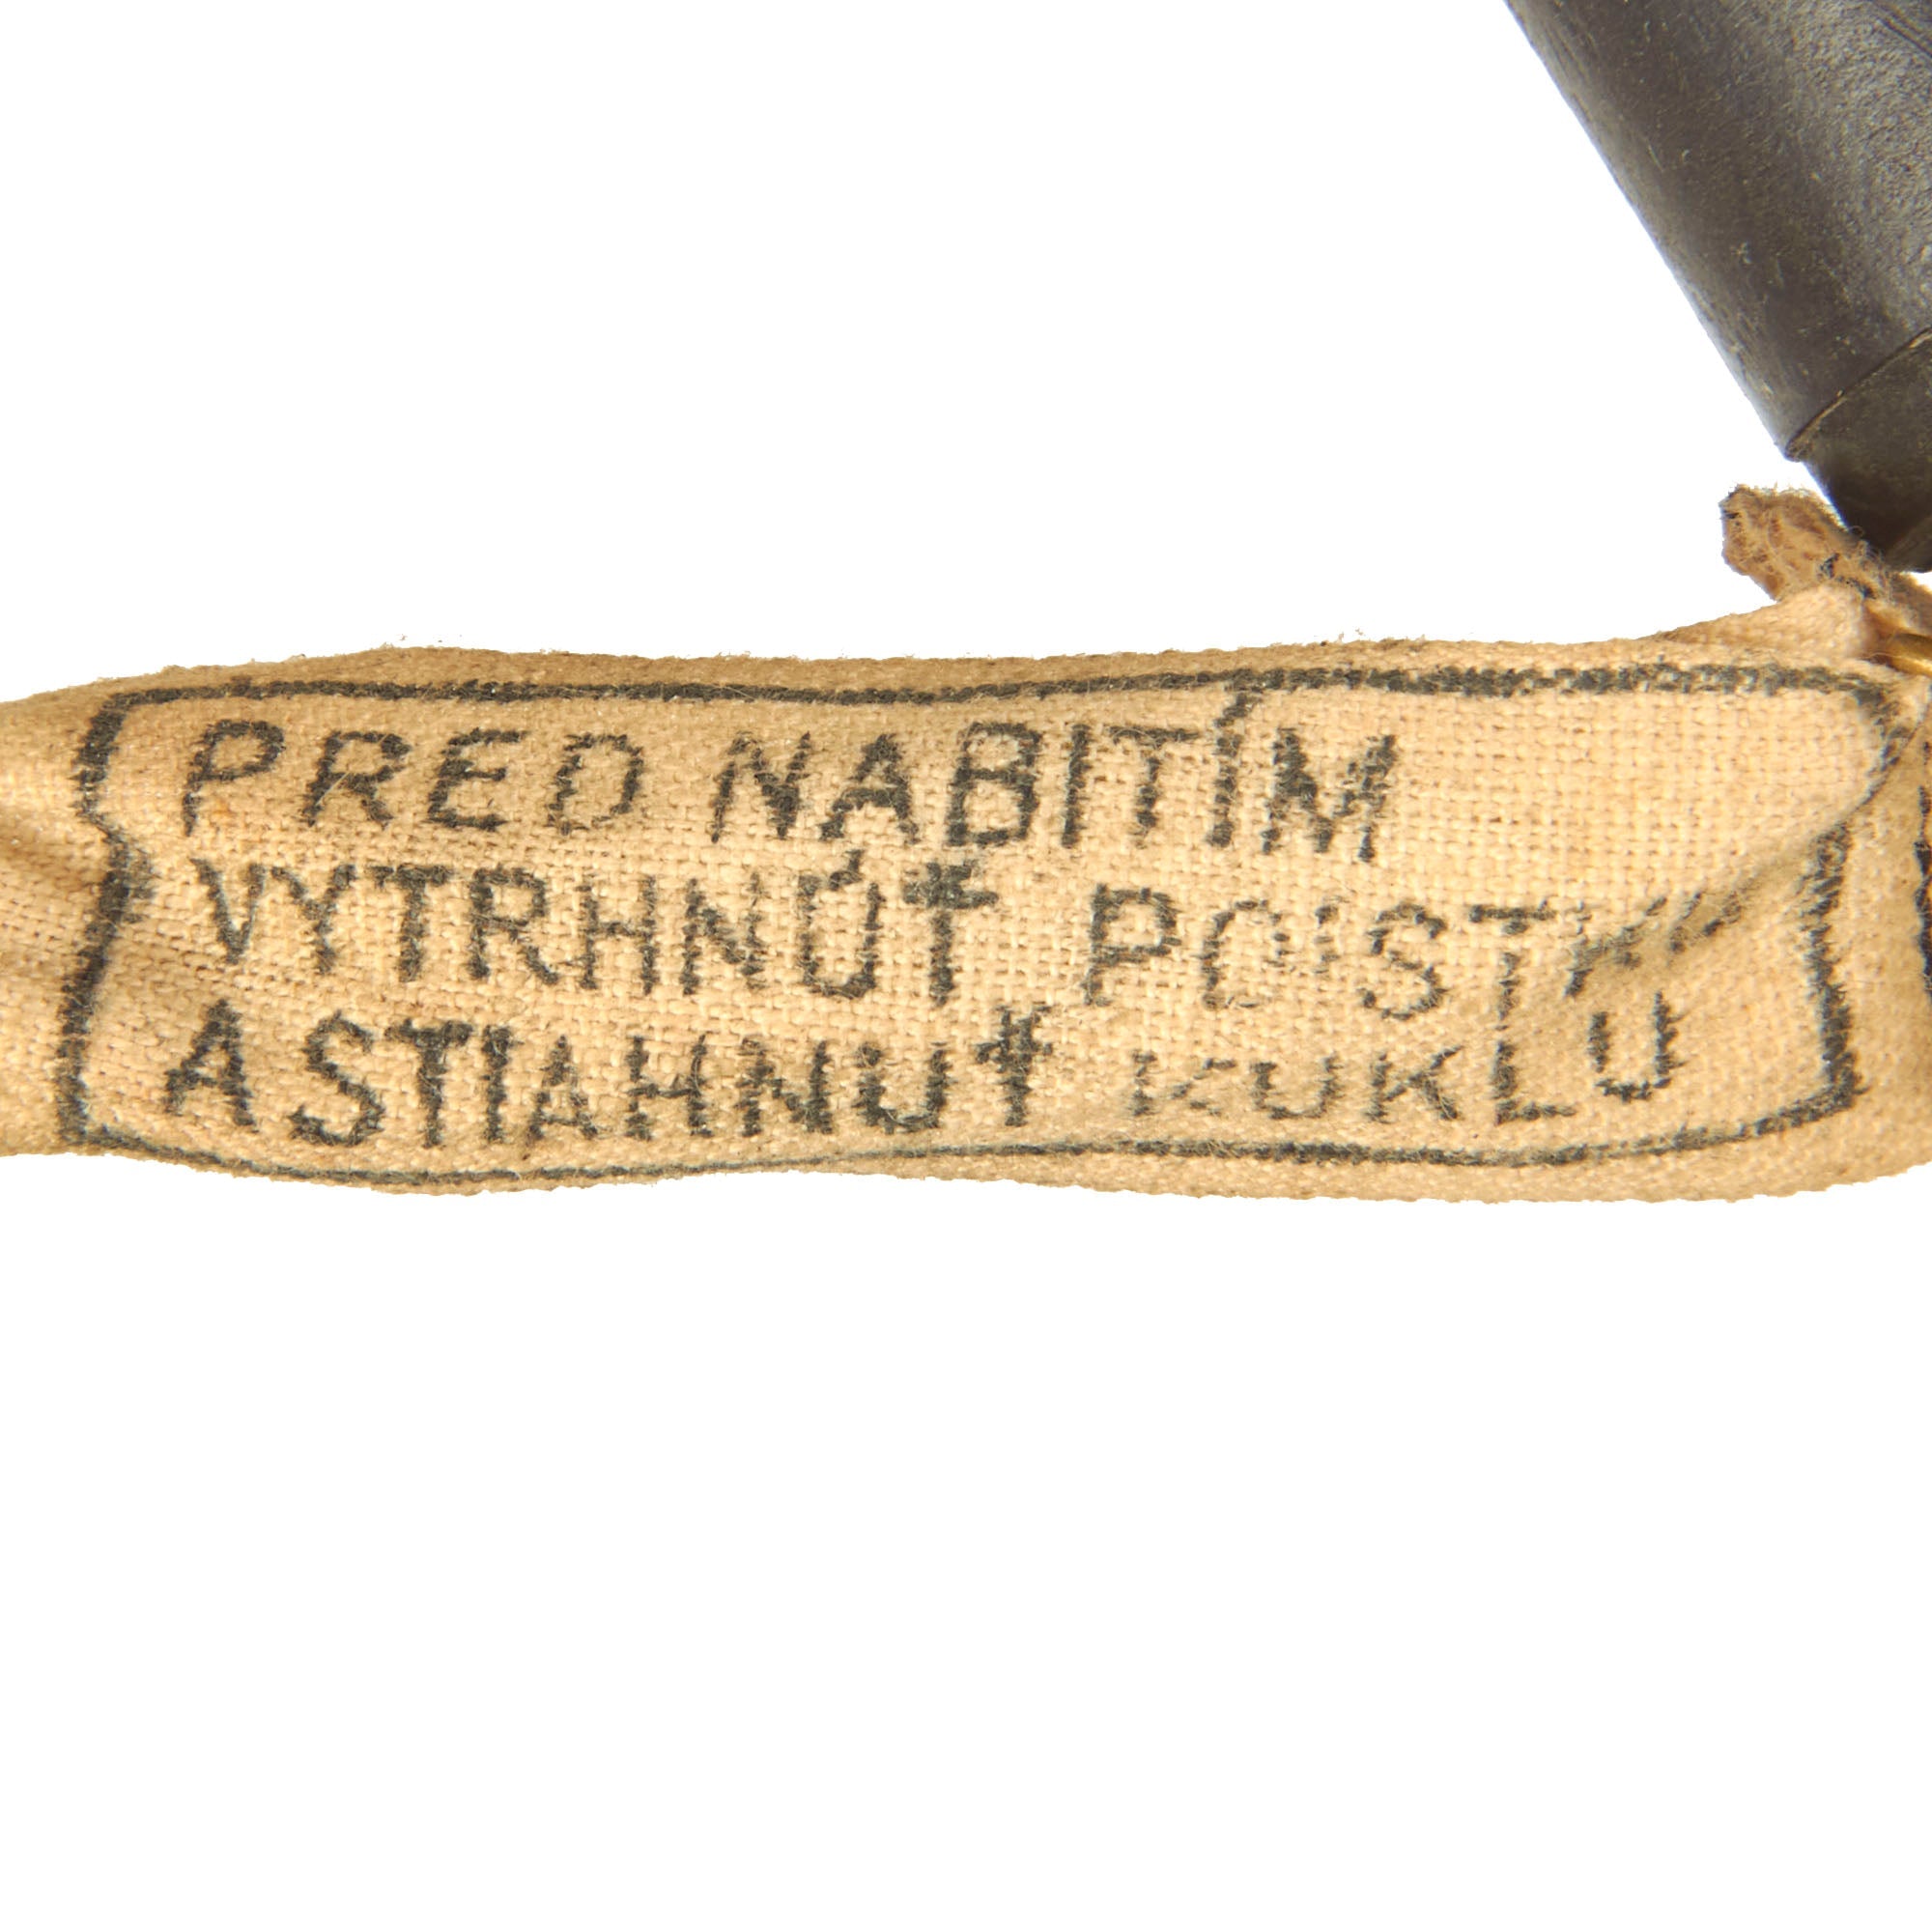 PRED NABITÍM
VYTRHNÚŤ POISTKU
A STIAHNUŤ KUKLU